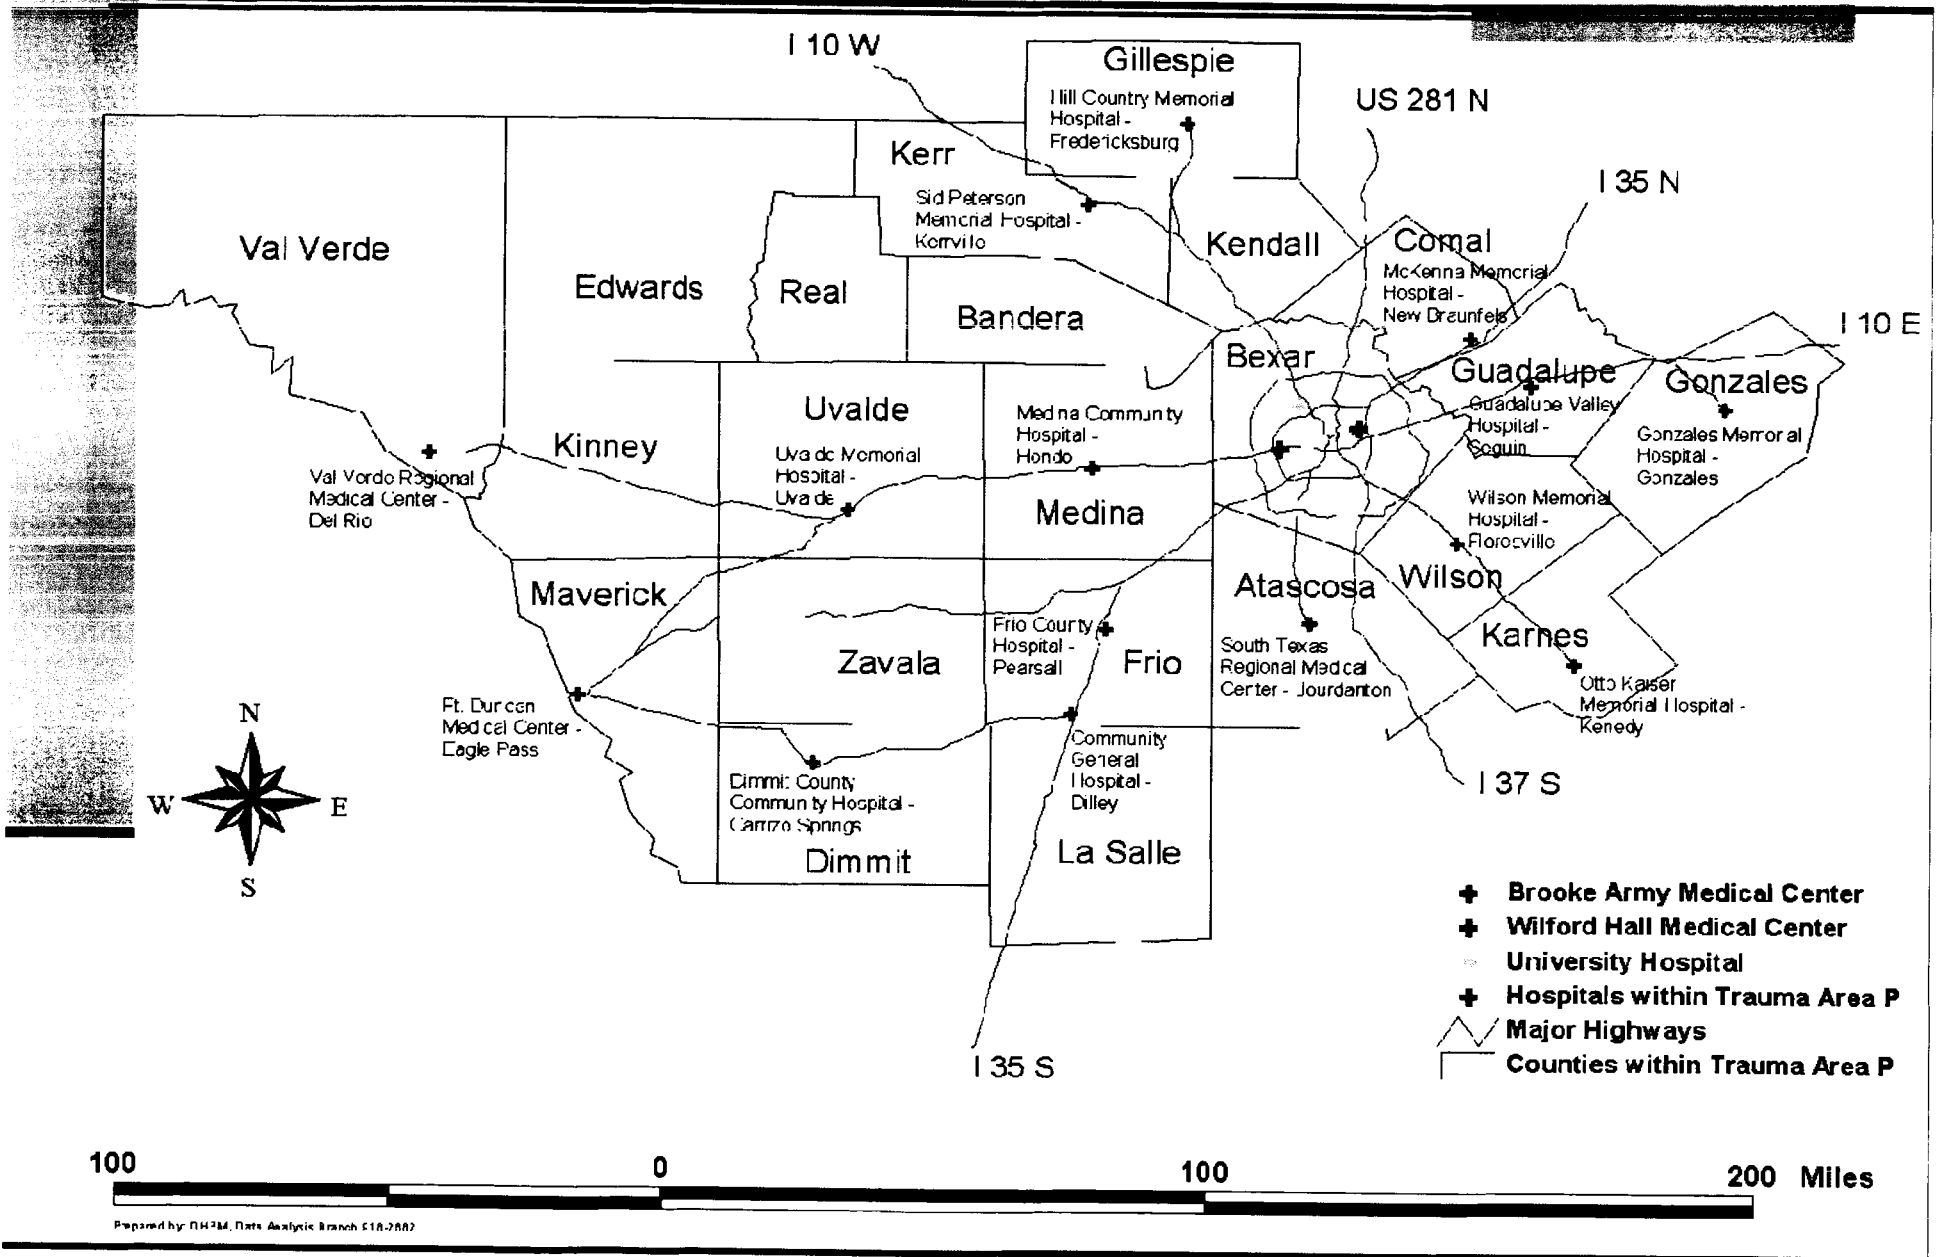 I 10 W
Gillespie
Hill Country Memorial
Hospital -
Fredericksburg
US 281 N
I 35 N
Kerr
Sid Peterson
Memorial Hospital -
Kerrville
Val Verde
Edwards
Real
Bandera
Kendall
Comal
McKenna Memorial
Hospital -
New Braunfels
I 10 E
Bexar
Guadalupe
Guadalupe Valley
Hospital -
Seguin
Gonzales
Gonzales Memorial
Hospital -
Gonzales
Uvalde
Uvalde Memorial
Hospital -
Uvalde
Medina Community
Hospital -
Hondo
Medina
Kinney
Val Verde Regional
Medical Center -
Del Rio
Wilson Memorial
Hospital -
Floresville
Wilson
Maverick
Atascosa
South Texas
Regional Medical
Center - Jourdanton
Karnes
Otto Kaiser
Memorial Hospital -
Kenedy
Zavala
Frio County
Hospital -
Pearsall
Frio
Ft. Duncan
Medical Center -
Eagle Pass
Community
General
Hospital -
Dilley
Dimmit County
Community Hospital -
Carrizo Springs
Dimmit
La Salle
I 37 S
I 35 S
N
W
E
S
Brooke Army Medical Center
Wilford Hall Medical Center
University Hospital
Hospitals within Trauma Area P
Major Highways
Counties within Trauma Area P
100 0 100 200 Miles
Prepared by: Data Analysis Branch